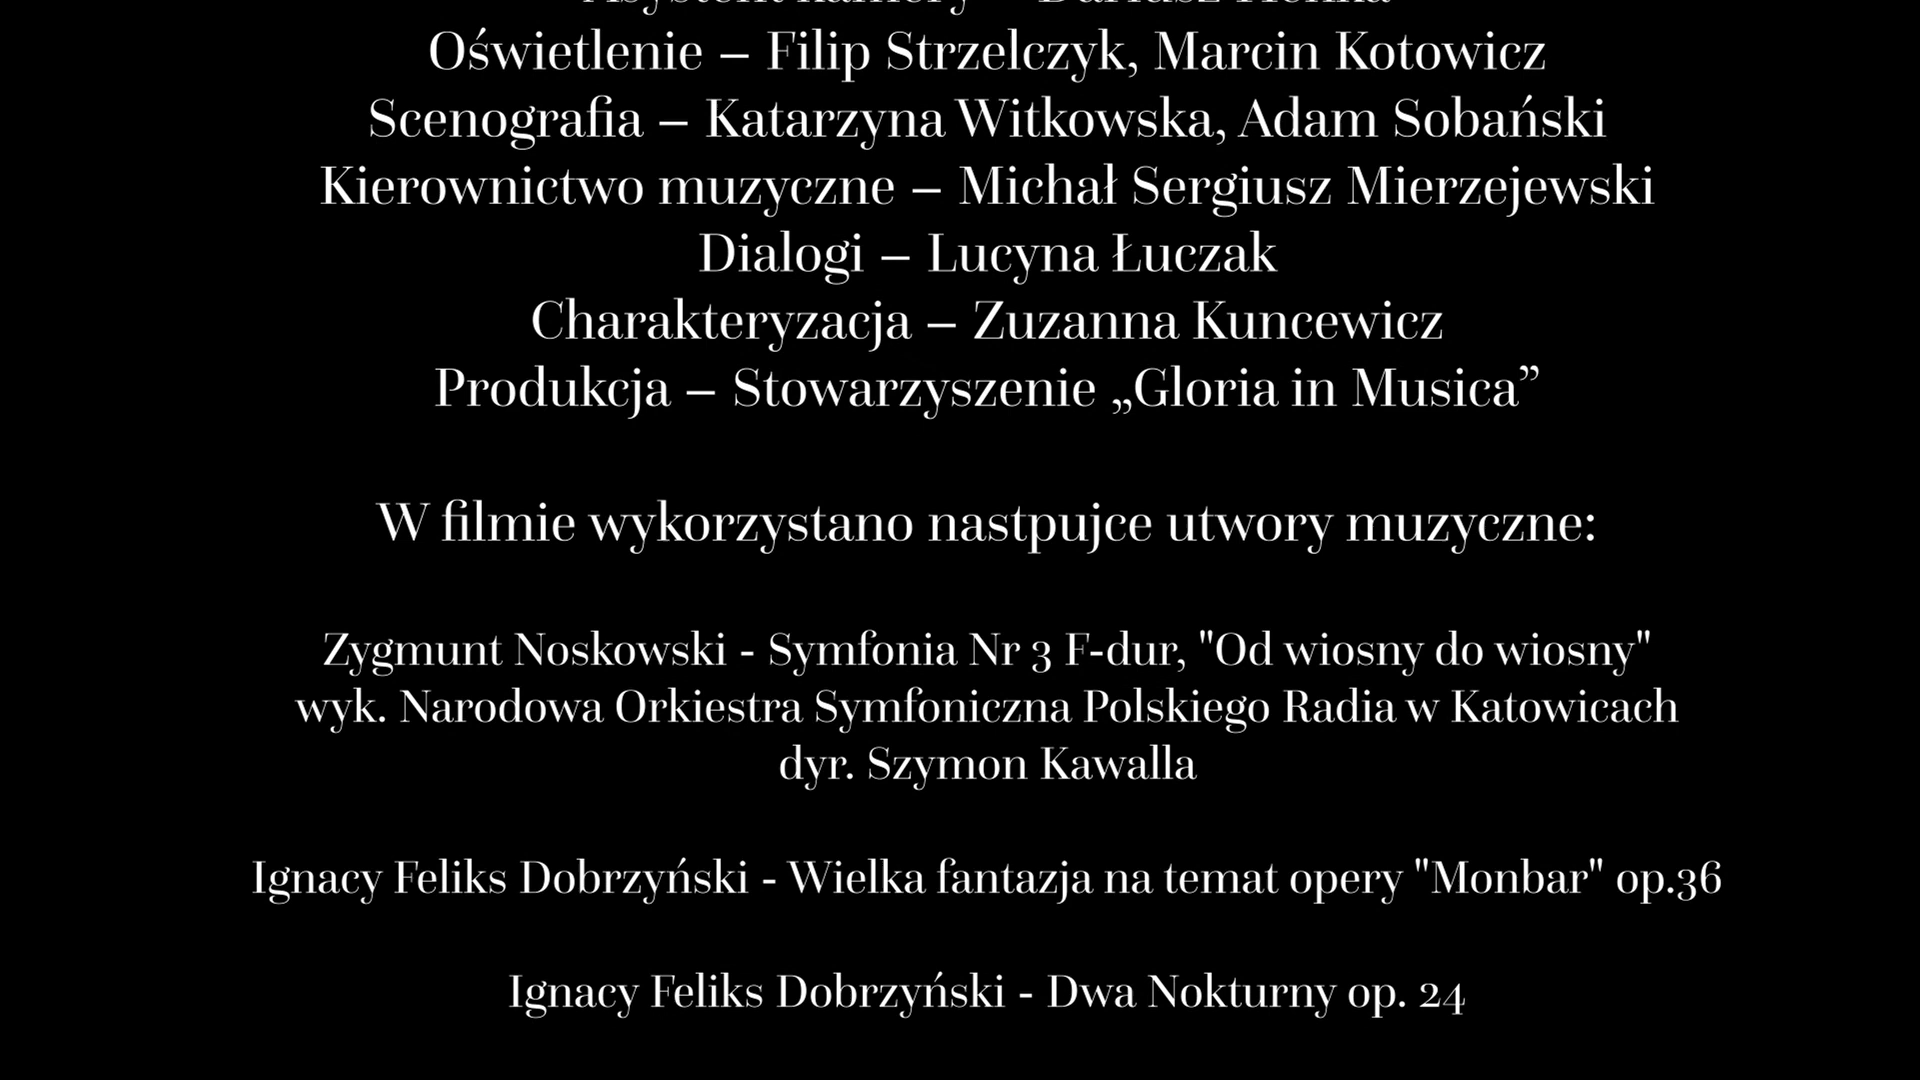 Oświetlenie – Filip Strzelczyk, Marcin Kotowicz
Scenografia – Katarzyna Witkowska, Adam Sobański
Kierownictwo muzyczne – Michał Sergiusz Mierzejewski
Dialogi – Lucyna Łuczak
Charakteryzacja – Zuzanna Kuncewicz
Produkcja – Stowarzyszenie „Gloria in Musica”
W filmie wykorzystano nastpujce utwory muzyczne:
Zygmunt Noskowski - Symfonia Nr 3 F-dur, "Od wiosny do wiosny"
wyk. Narodowa Orkiestra Symfoniczna Polskiego Radia w Katowicach
dyr. Szymon Kawalla
Ignacy Feliks Dobrzyński - Wielka fantazja na temat opery "Monbar" op.36
Ignacy Feliks Dobrzyński - Dwa Nokturny op. 24